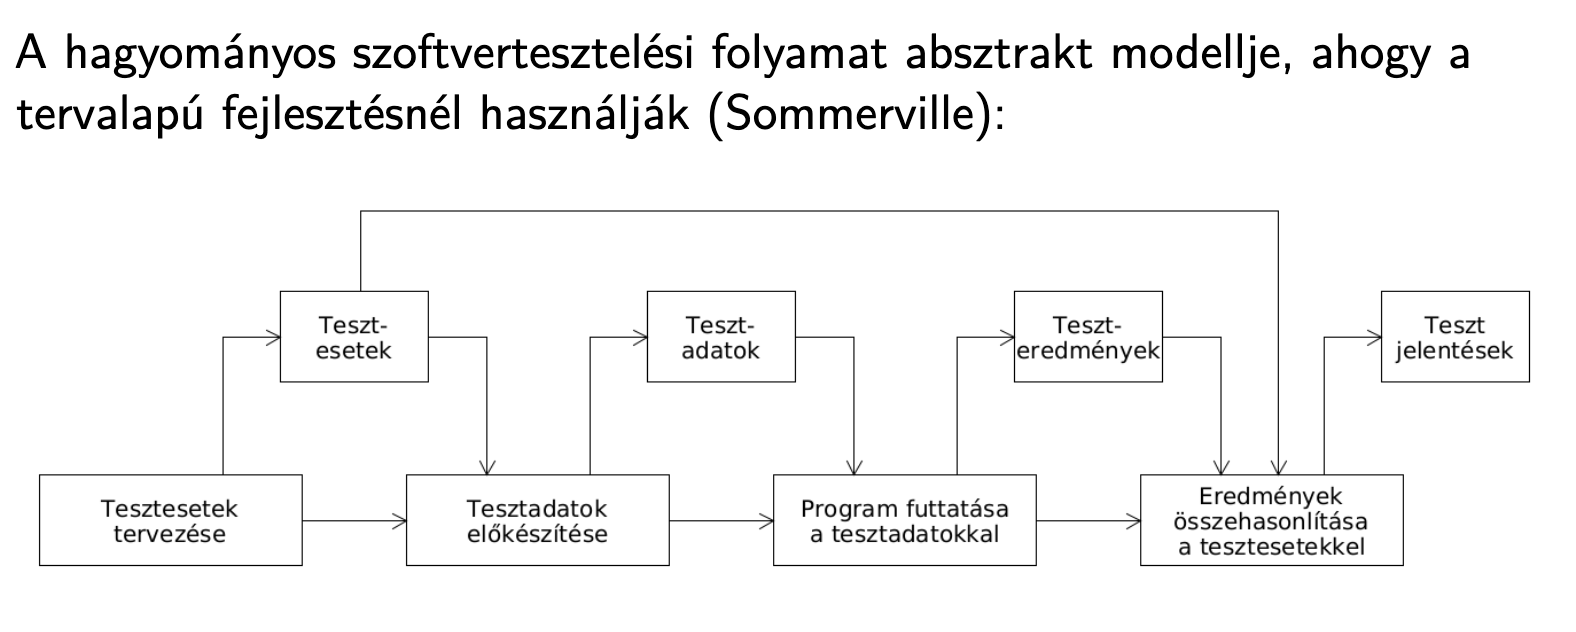 A hagyományos szoftvertesztelési folyamat absztrakt modellje, ahogy a
tervalapú fejlesztésnél használják (Sommerville):
Teszt-
esetek
Teszt-
adatok
Teszt-
eredmények
Teszt
jelentések
Tesztesetek
tervezése
Tesztadatok
előkészítése
Program futtatása
a tesztadatokkal
Eredmények
összehasonlítása
a tesztesetekkel